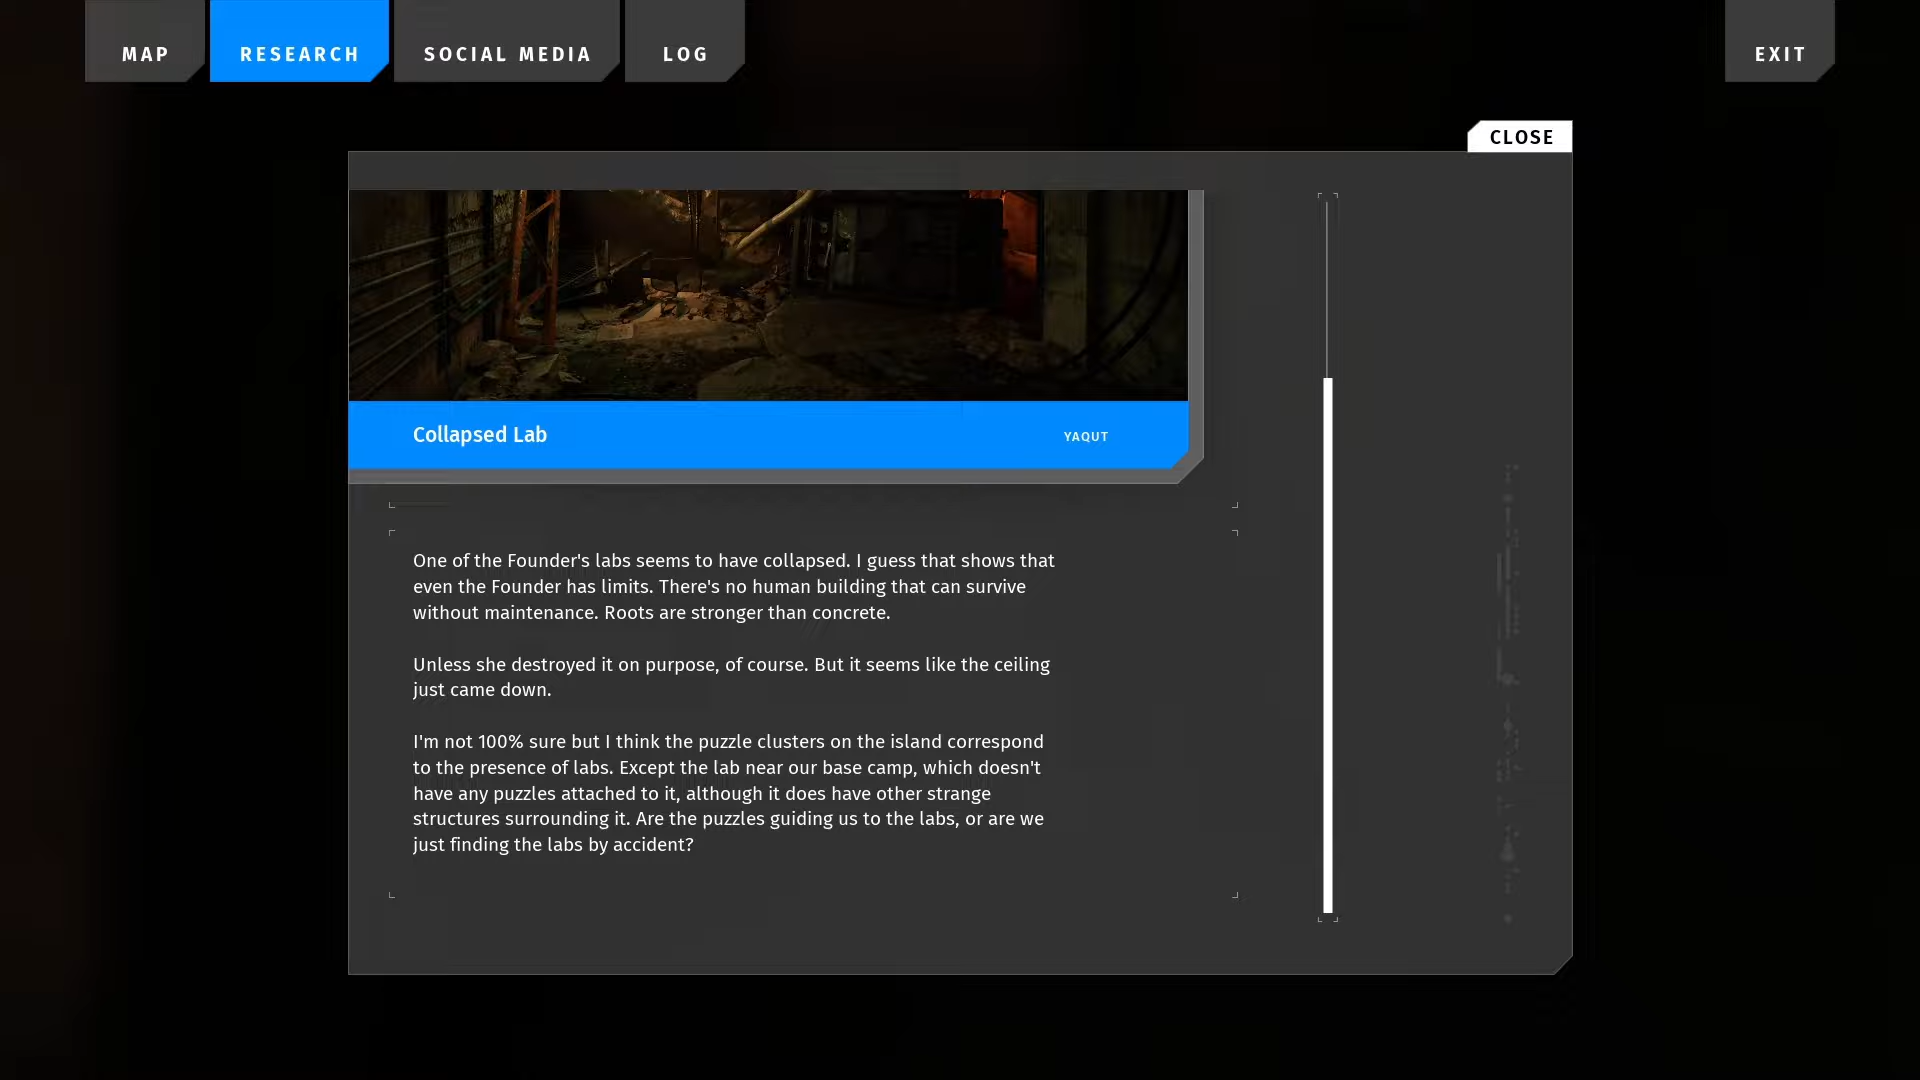 MAP
RESEARCH
SOCIAL MEDIA
LOG
EXIT
CLOSE
Collapsed Lab
YAQUT
One of the Founder's labs seems to have collapsed. I guess that shows that
even the Founder has limits. There's no human building that can survive
without maintenance. Roots are stronger than concrete.
Unless she destroyed it on purpose, of course. But it seems like the ceiling
just came down.
I'm not 100% sure but I think the puzzle clusters on the island correspond
to the presence of labs. Except the lab near our base camp, which doesn't
have any puzzles attached to it, although it does have other strange
structures surrounding it. Are the puzzles guiding us to the labs, or are we
just finding the labs by accident?